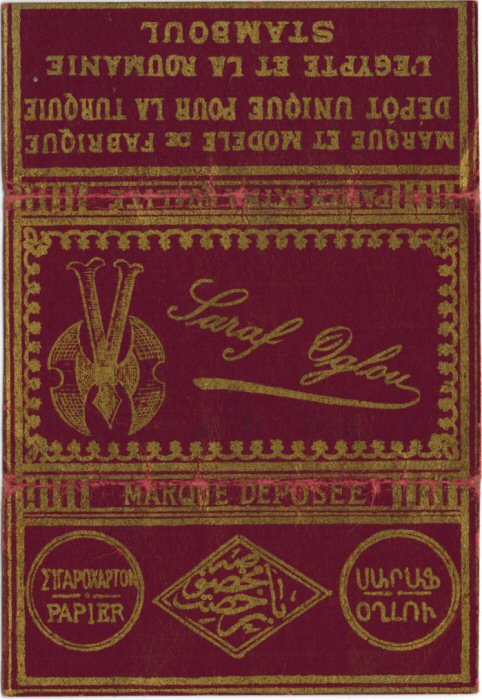 MARQUE ET MODELE DE FABRIQUE
DÉPÔT UNIQUE POUR LA TURQUIE
L'EGYPTE ET LA ROUMANIE
STAMBOUL
Saraf Oglou
MARQUE DEPOSÉE
ΣΙΓΑΡΟΧΑΡΤΟΝ
PAPIER
ՍԱՐԱՖ
ՕՂԼՈՒ